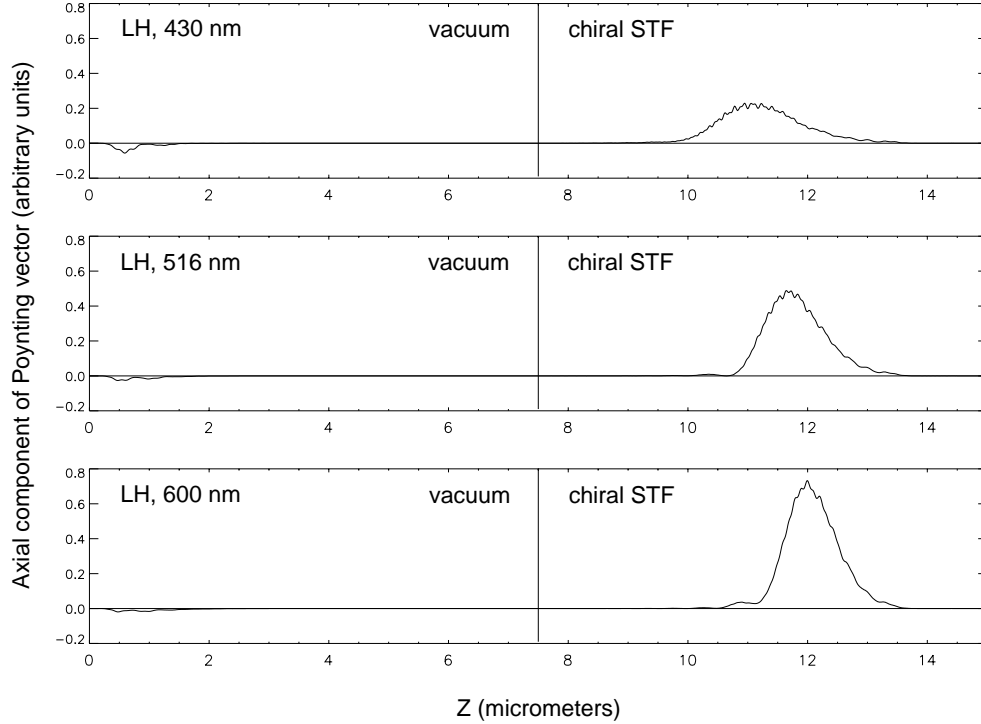 Axial component of Poynting vector (arbitrary units)
0.8
0.6
0.4
0.2
0.0
−0.2
LH, 430 nm
vacuum
chiral STF
0 2 4 6 8 10 12 14
0.8
0.6
0.4
0.2
0.0
−0.2
LH, 516 nm
vacuum
chiral STF
0 2 4 6 8 10 12 14
0.8
0.6
0.4
0.2
0.0
−0.2
LH, 600 nm
vacuum
chiral STF
0 2 4 6 8 10 12 14
Z (micrometers)